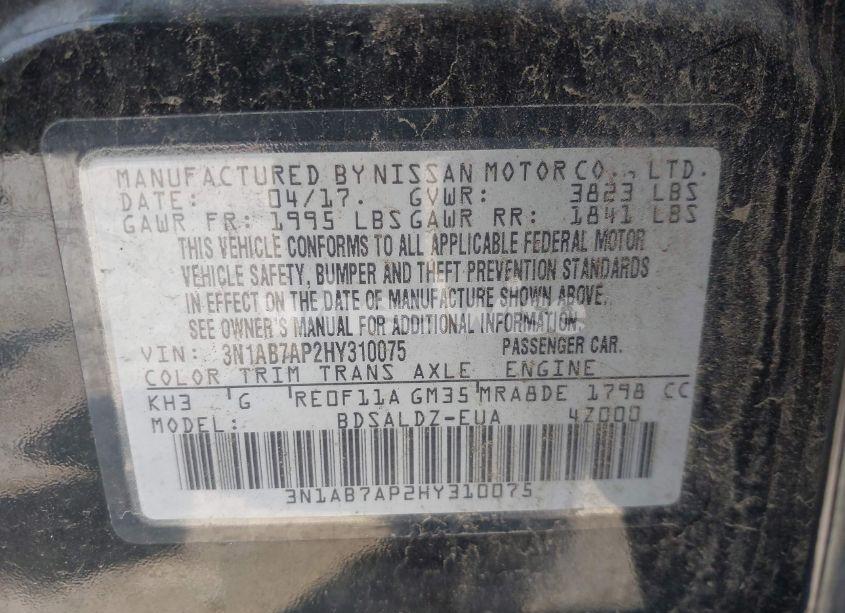 MANUFACTURED BY NISSAN MOTOR CO., LTD.
DATE: 04/17. GVWR: 3823 LBS
GAWR FR: 1995 LBS GAWR RR: 1841 LBS
THIS VEHICLE CONFORMS TO ALL APPLICABLE FEDERAL MOTOR
VEHICLE SAFETY, BUMPER AND THEFT PREVENTION STANDARDS
IN EFFECT ON THE DATE OF MANUFACTURE SHOWN ABOVE.
SEE OWNER'S MANUAL FOR ADDITIONAL INFORMATION.
VIN: 3N1AB7AP2HY310075 PASSENGER CAR.
COLOR TRIM TRANS AXLE ENGINE
KH3 G RE0F11A GM35 MRA8DE 1798 CC
MODEL: BDSALDZ-EUA 4Z000
3N1AB7AP2HY310075